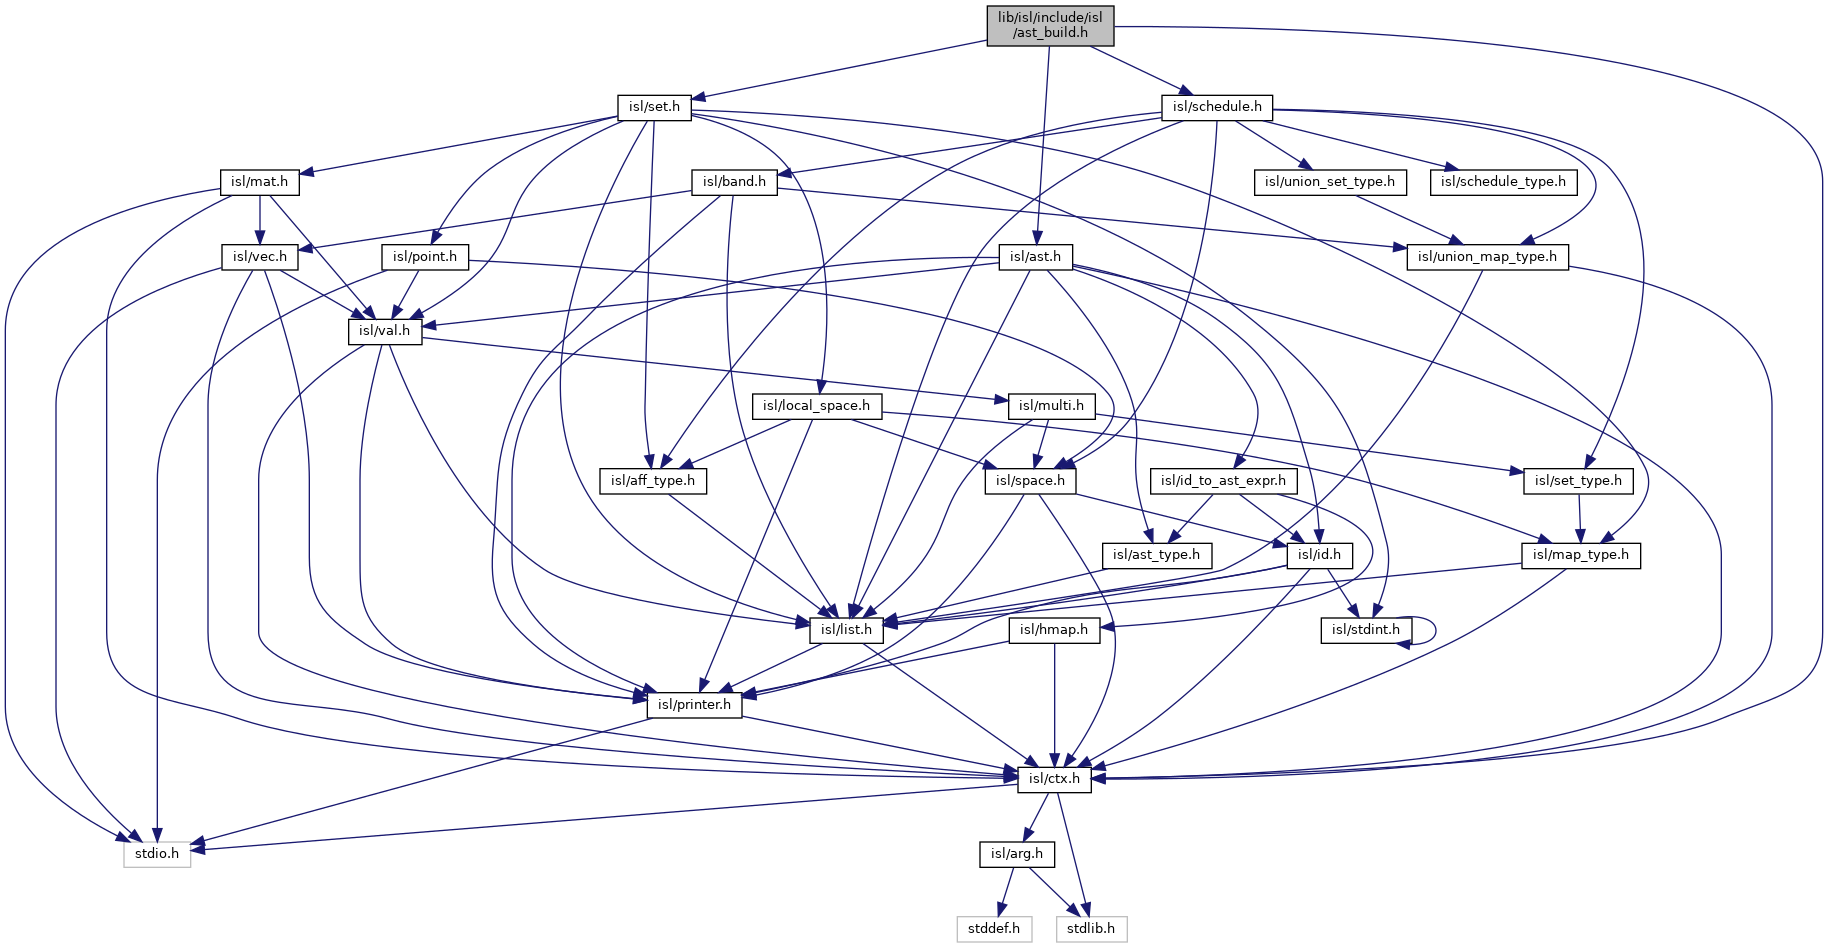 lib/isl/include/isl
/ast_build.h
isl/set.h
isl/schedule.h
isl/mat.h
isl/band.h
isl/union_set_type.h
isl/schedule_type.h
isl/vec.h
isl/point.h
isl/ast.h
isl/union_map_type.h
isl/val.h
isl/local_space.h
isl/multi.h
isl/aff_type.h
isl/space.h
isl/id_to_ast_expr.h
isl/set_type.h
isl/ast_type.h
isl/id.h
isl/map_type.h
isl/list.h
isl/hmap.h
isl/stdint.h
isl/printer.h
isl/ctx.h
stdio.h
isl/arg.h
stddef.h
stdlib.h